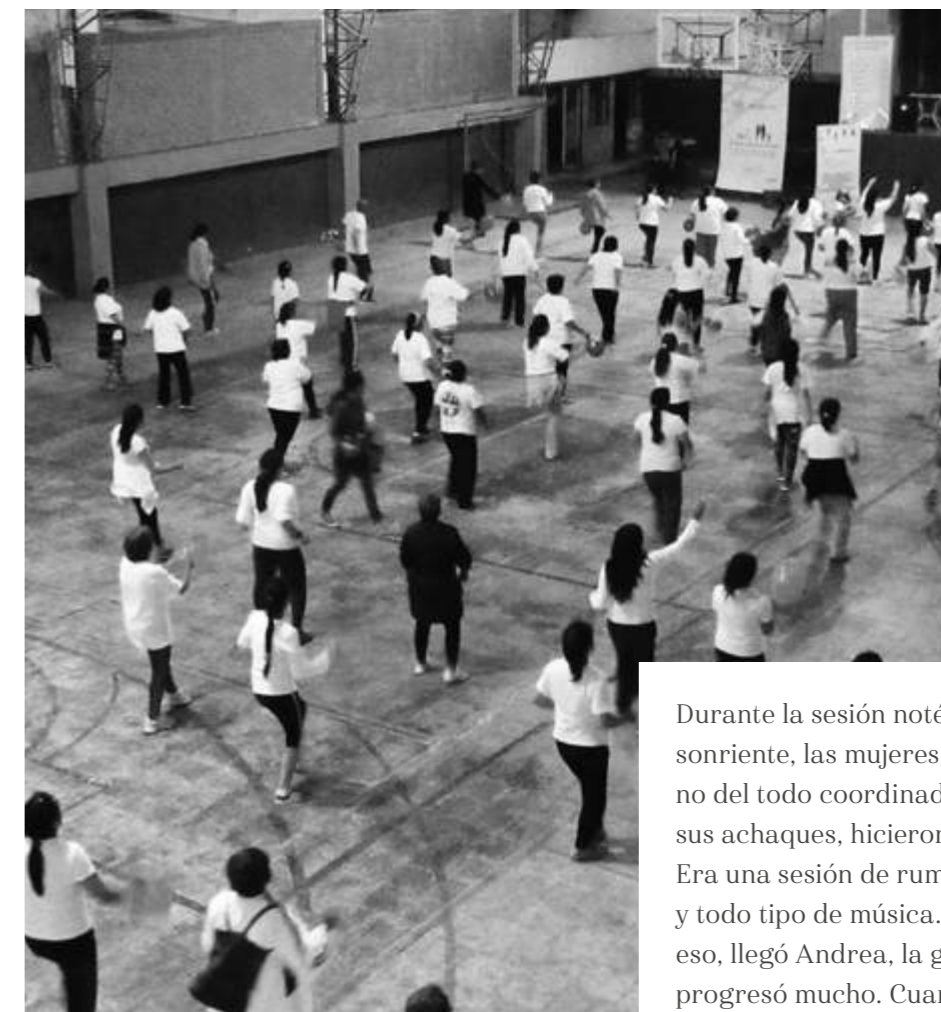 Durante la sesión noté
sonriente, las mujeres
no del todo coordinad
sus achaques, hicieron
Era una sesión de rum
y todo tipo de música.
eso, llegó Andrea, la g
progresó mucho. Cuan